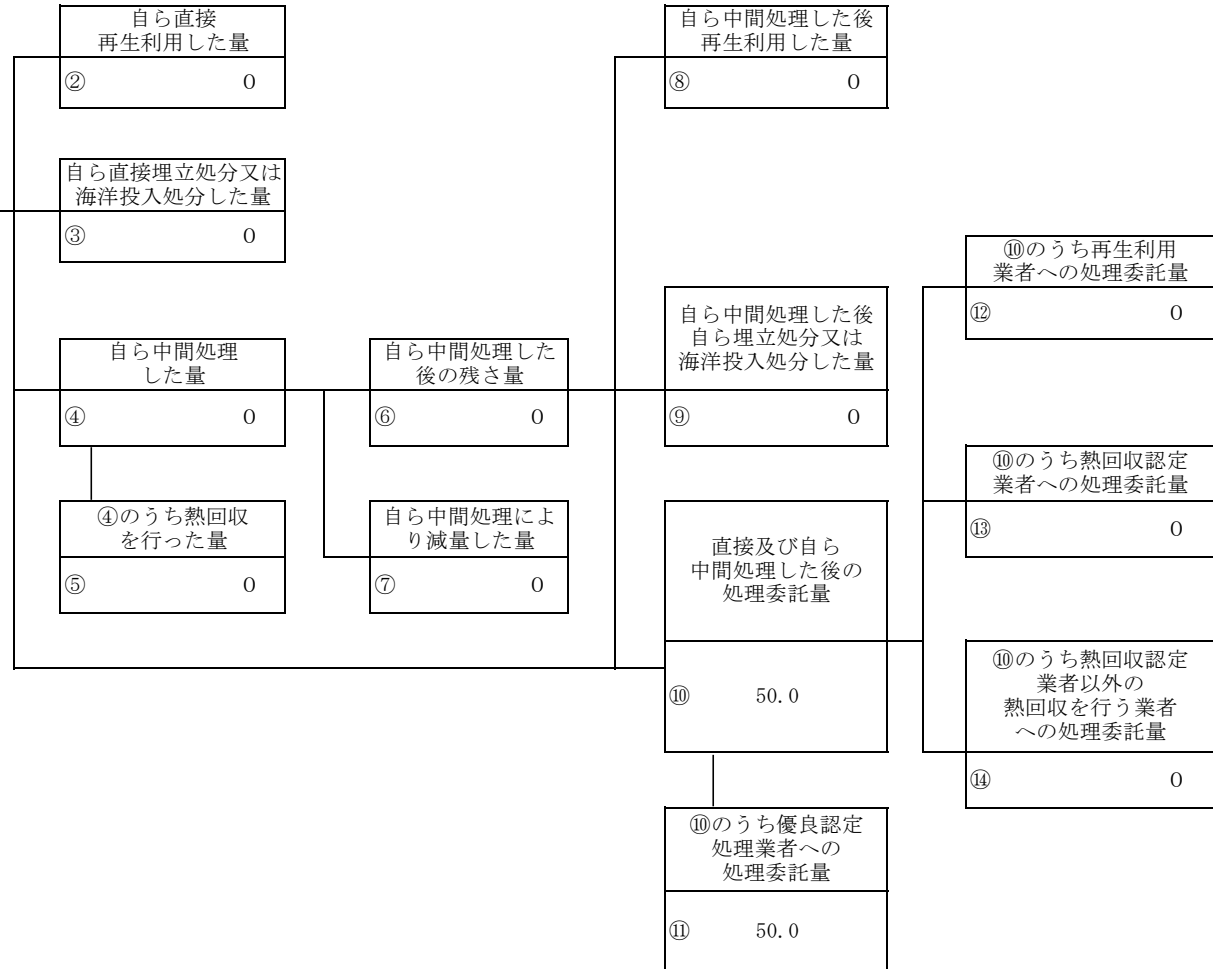 自ら直接
再生利用した量
② 0
自ら直接埋立処分又は
海洋投入処分した量
③ 0
自ら中間処理
した量
④ 0
④のうち熱回収
を行った量
⑤ 0
自ら中間処理した
後の残さ量
⑥ 0
自ら中間処理によ
り減量した量
⑦ 0
自ら中間処理した後
再生利用した量
⑧ 0
自ら中間処理した後
自ら埋立処分又は
海洋投入処分した量
⑨ 0
直接及び自ら
中間処理した後の
処理委託量
⑩ 50.0
⑩のうち優良認定
処理業者への
処理委託量
⑪ 50.0
⑩のうち再生利用
業者への処理委託量
⑫ 0
⑩のうち熱回収認定
業者への処理委託量
⑬ 0
⑩のうち熱回収認定
業者以外の
熱回収を行う業者
への処理委託量
⑭ 0